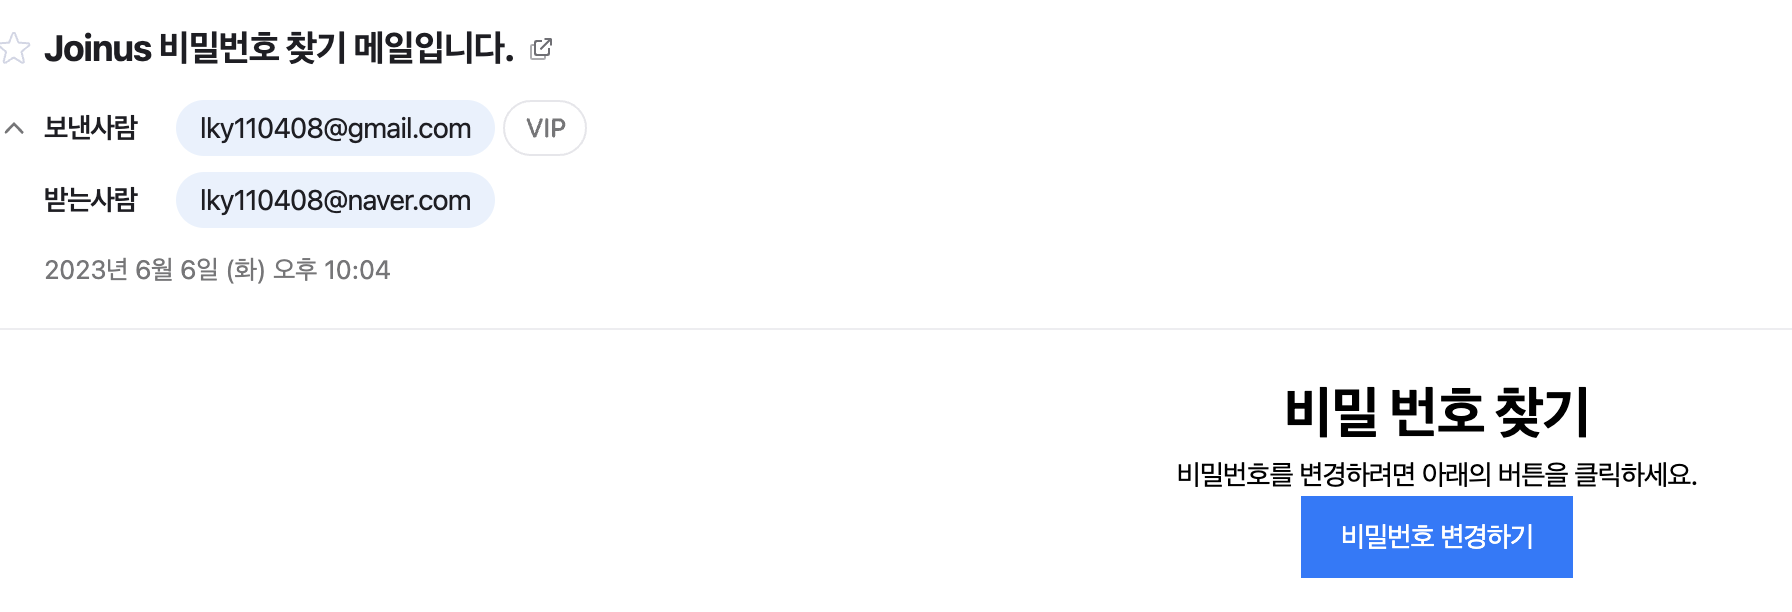 Joinus 비밀번호 찾기 메일입니다.
보낸사람 lky110408@gmail.com VIP
받는사람 lky110408@naver.com
2023년 6월 6일 (화) 오후 10:04
비밀 번호 찾기
비밀번호를 변경하려면 아래의 버튼을 클릭하세요.
비밀번호 변경하기